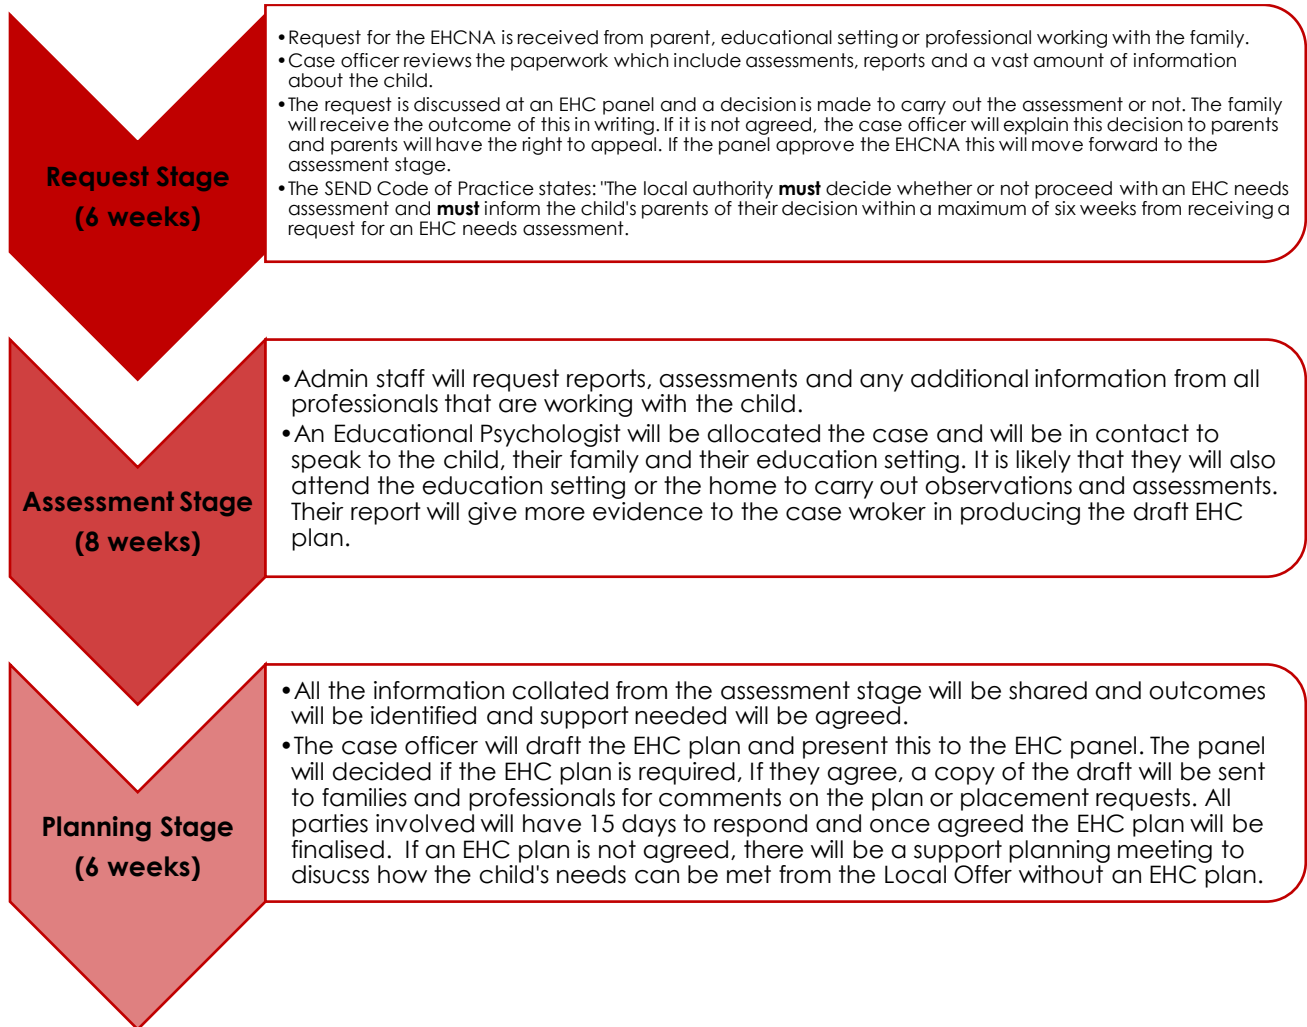 Request Stage
(6 weeks)
•Request for the EHCNA is received from parent, educational setting or professional working with the family.
•Case officer reviews the paperwork which include assessments, reports and a vast amount of information
about the child.
•The request is discussed at an EHC panel and a decision is made to carry out the assessment or not. The family
will receive the outcome of this in writing. If it is not agreed, the case officer will explain this decision to parents
and parents will have the right to appeal. If the panel approve the EHCNA this will move forward to the
assessment stage.
•The SEND Code of Practice states: "The local authority must decide whether or not proceed with an EHC needs
assessment and must inform the child's parents of their decision within a maximum of six weeks from receiving a
request for an EHC needs assessment.
Assessment Stage
(8 weeks)
•Admin staff will request reports, assessments and any additional information from all
professionals that are working with the child.
•An Educational Psychologist will be allocated the case and will be in contact to
speak to the child, their family and their education setting. It is likely that they will also
attend the education setting or the home to carry out observations and assessments.
Their report will give more evidence to the case wroker in producing the draft EHC
plan.
Planning Stage
(6 weeks)
•All the information collated from the assessment stage will be shared and outcomes
will be identified and support needed will be agreed.
•The case officer will draft the EHC plan and present this to the EHC panel. The panel
will decided if the EHC plan is required, If they agree, a copy of the draft will be sent
to families and professionals for comments on the plan or placement requests. All
parties involved will have 15 days to respond and once agreed the EHC plan will be
finalised.  If an EHC plan is not agreed, there will be a support planning meeting to
disucss how the child's needs can be met from the Local Offer without an EHC plan.